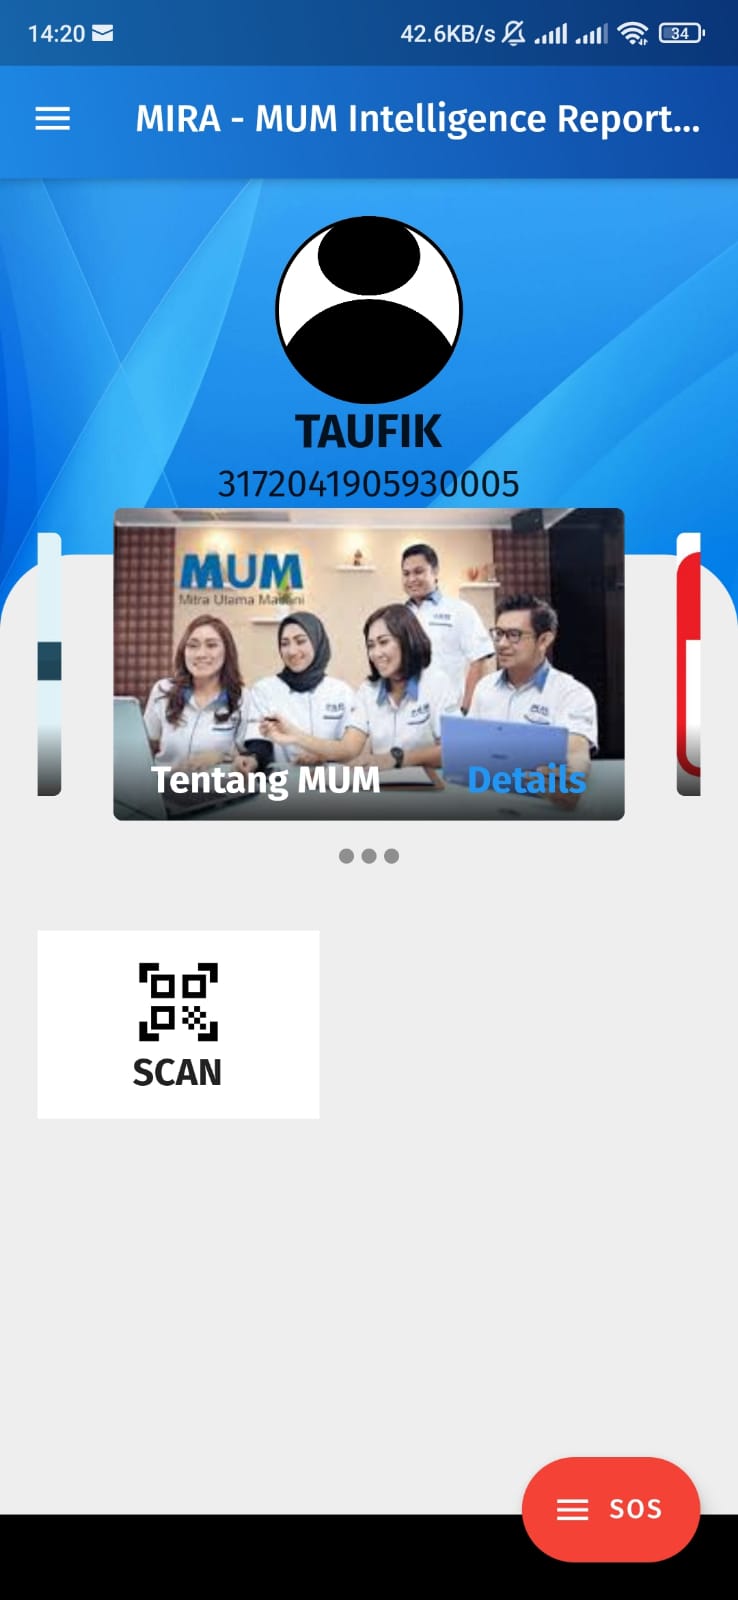 14:20 42.6KB/s 34
MIRA - MUM Intelligence Report...
TAUFIK
3172041905930005
MUM
Mitra Utama Madani
Tentang MUM Details
SCAN
SOS